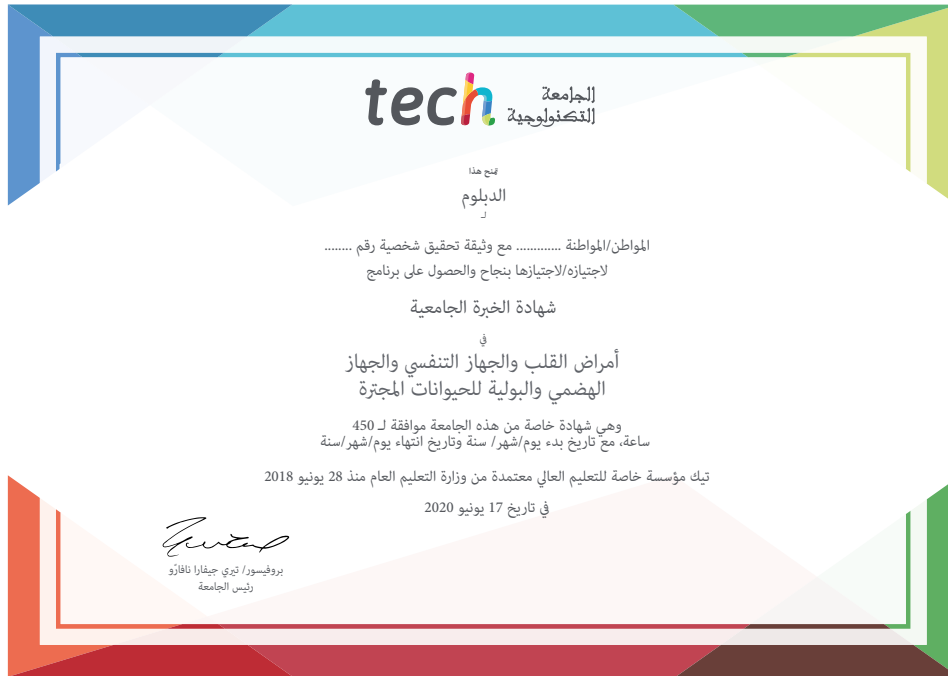 tech الجامعة
التكنولوجية
تمنح هذا
الدبلوم
لـ
المواطن/المواطنة ............. مع وثيقة تحقيق شخصية رقم ........
لاجتيازه/لاجتيازها بنجاح والحصول على برنامج
شهادة الخبرة الجامعية
في
أمراض القلب والجهاز التنفسي والجهاز
الهضمي والبولية للحيوانات المجترة
وهي شهادة خاصة من هذه الجامعة موافقة لـ 450
ساعة، مع تاريخ بدء يوم/شهر/ سنة وتاريخ انتهاء يوم/شهر/سنة
تيك مؤسسة خاصة للتعليم العالي معتمدة من وزارة التعليم العام منذ 28 يونيو 2018
في تاريخ 17 يونيو 2020
بروفيسور/ تيري جيفارا نافارّو
رئيس الجامعة